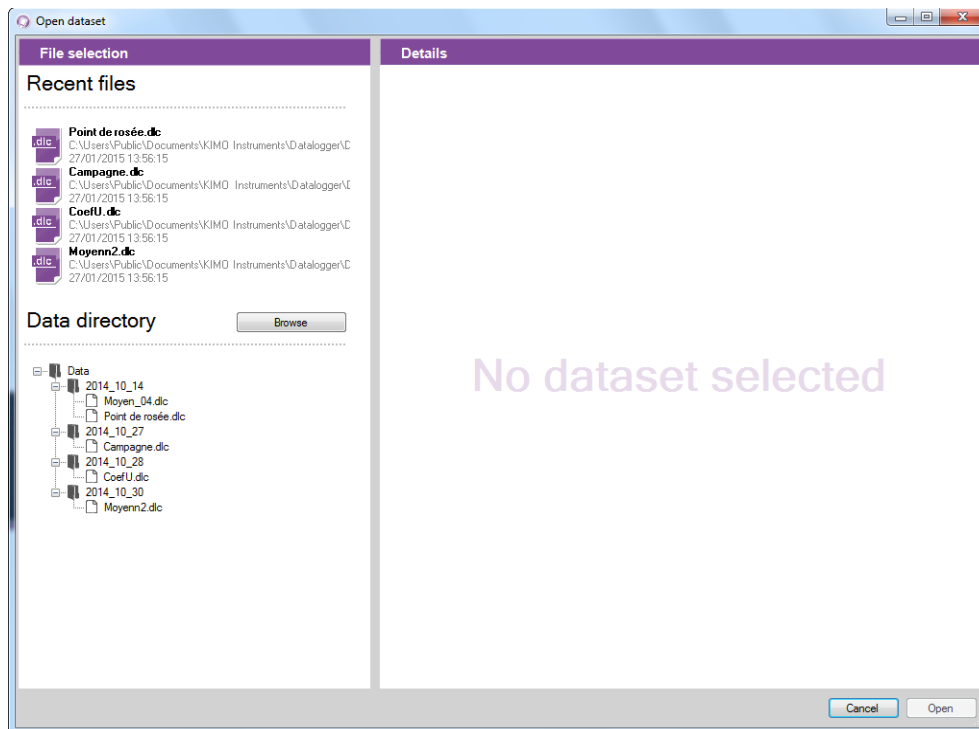 Open dataset
File selection
Recent files
.dlc
Point de rosée.dlc
C:\Users\Public\Documents\KIMO Instruments\Datalogger\D
27/01/2015 13:56:15
.dlc
Campagne.dlc
C:\Users\Public\Documents\KIMO Instruments\Datalogger\D
27/01/2015 13:56:15
.dlc
CoefU.dlc
C:\Users\Public\Documents\KIMO Instruments\Datalogger\D
27/01/2015 13:56:15
.dlc
Moyenn2.dlc
C:\Users\Public\Documents\KIMO Instruments\Datalogger\D
27/01/2015 13:56:15
Data directory
Browse
Data
2014_10_14
Moyen_04.dlc
Point de rosée.dlc
2014_10_27
Campagne.dlc
2014_10_28
CoefU.dlc
2014_10_30
Moyenn2.dlc
Details
No dataset selected
Cancel
Open